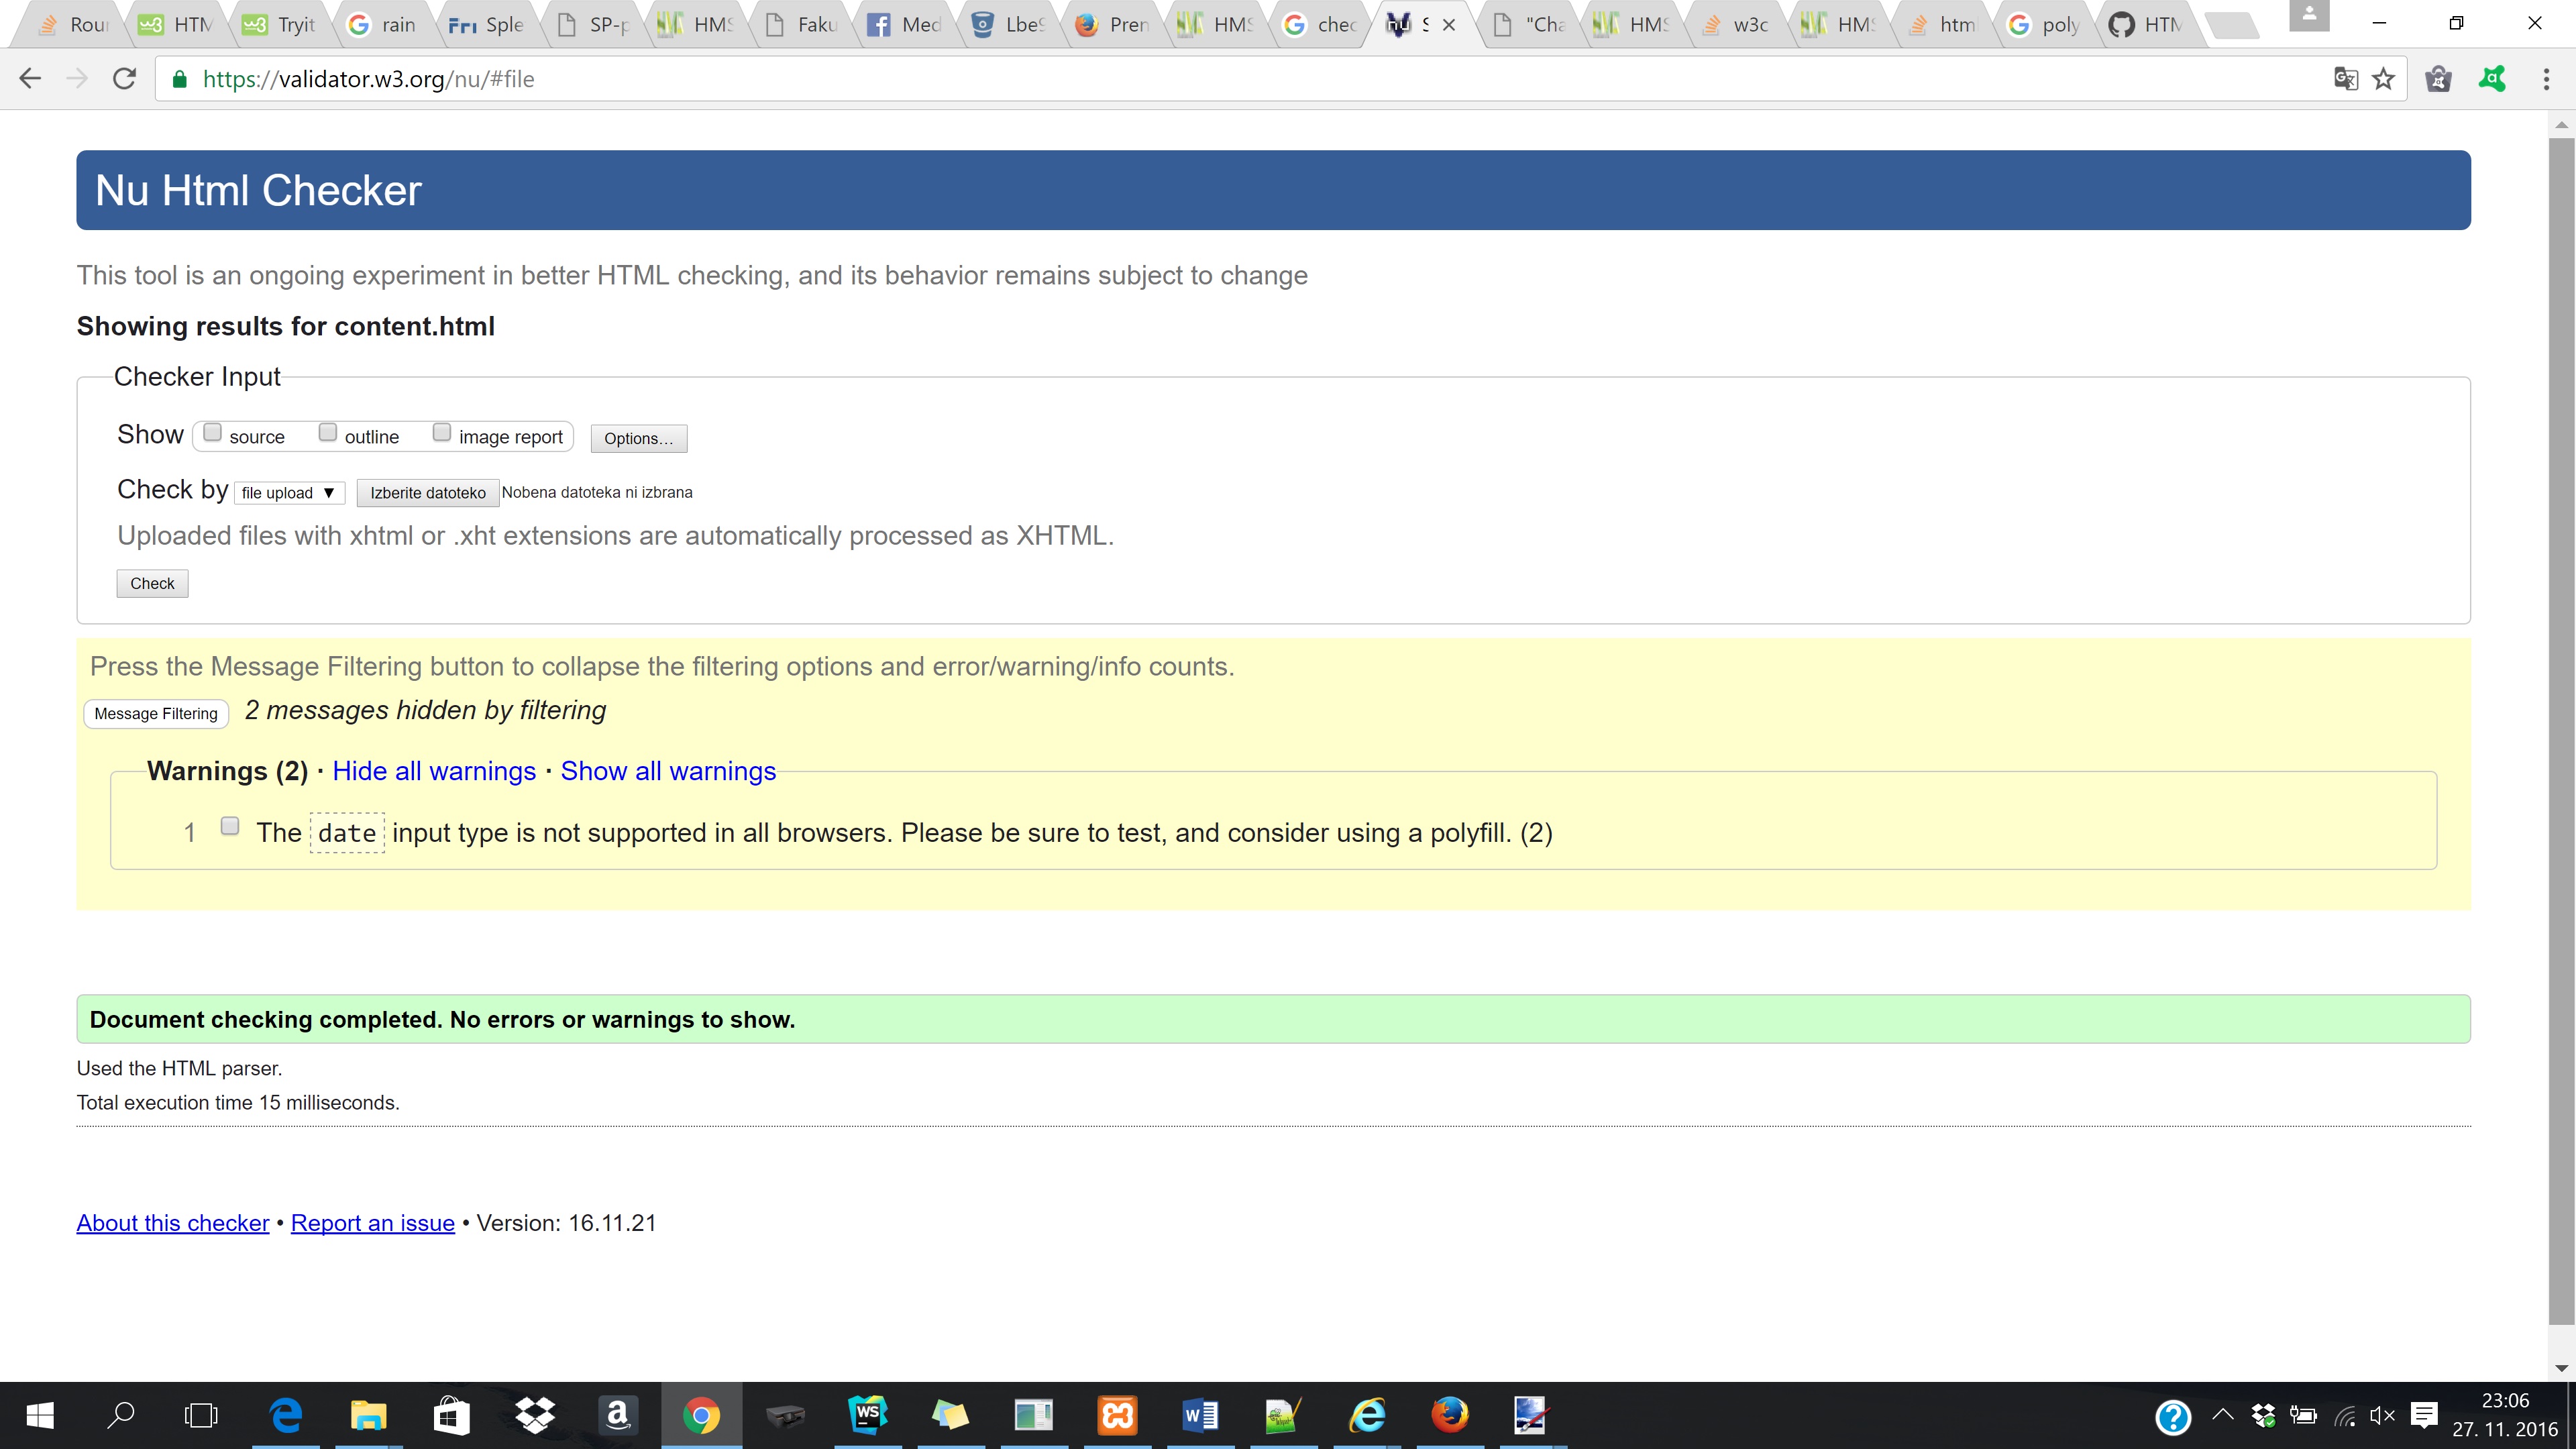 Rour HTM Tryit rain Fri Sple SP-p HMS Faku Med Lbe Pren HMS chec S "Cha HMS w3c HMS html poly HTM
https://validator.w3.org/nu/#file
Nu Html Checker
This tool is an ongoing experiment in better HTML checking, and its behavior remains subject to change
Showing results for content.html
Checker Input
Show source outline image report Options...
Check by file upload ▼ Izberite datoteko Nobena datoteka ni izbrana
Uploaded files with xhtml or .xht extensions are automatically processed as XHTML.
Check
Press the Message Filtering button to collapse the filtering options and error/warning/info counts.
Message Filtering 2 messages hidden by filtering
Warnings (2) · Hide all warnings · Show all warnings
1 The date input type is not supported in all browsers. Please be sure to test, and consider using a polyfill. (2)
Document checking completed. No errors or warnings to show.
Used the HTML parser.
Total execution time 15 milliseconds.
About this checker • Report an issue • Version: 16.11.21
23:06
27. 11. 2016